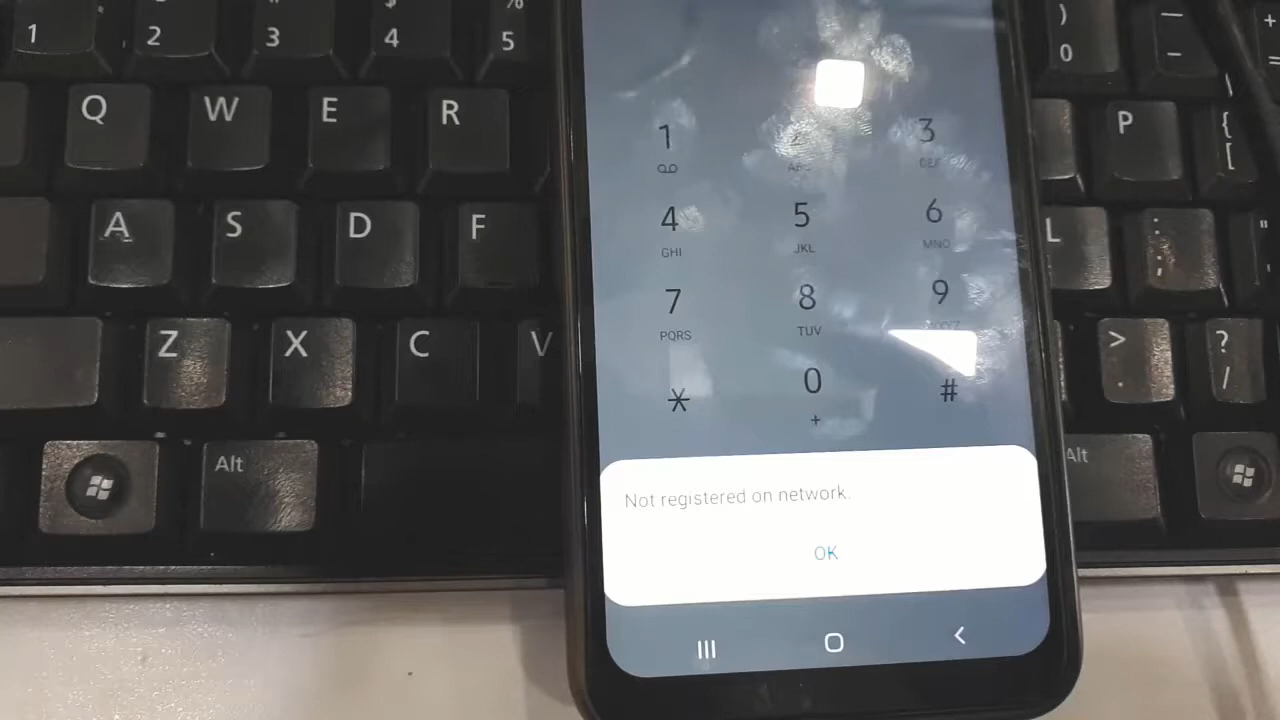 1 2 3 4 5
Q W E R
A S D F
Z X C V
Alt
1
3
4 GHI
5 JKL
6 MNO
7 PQRS
8 TUV
9
*
0 +
#
Not registered on network.
OK
) 0
P { [
L : ; "
> . ? /
Alt